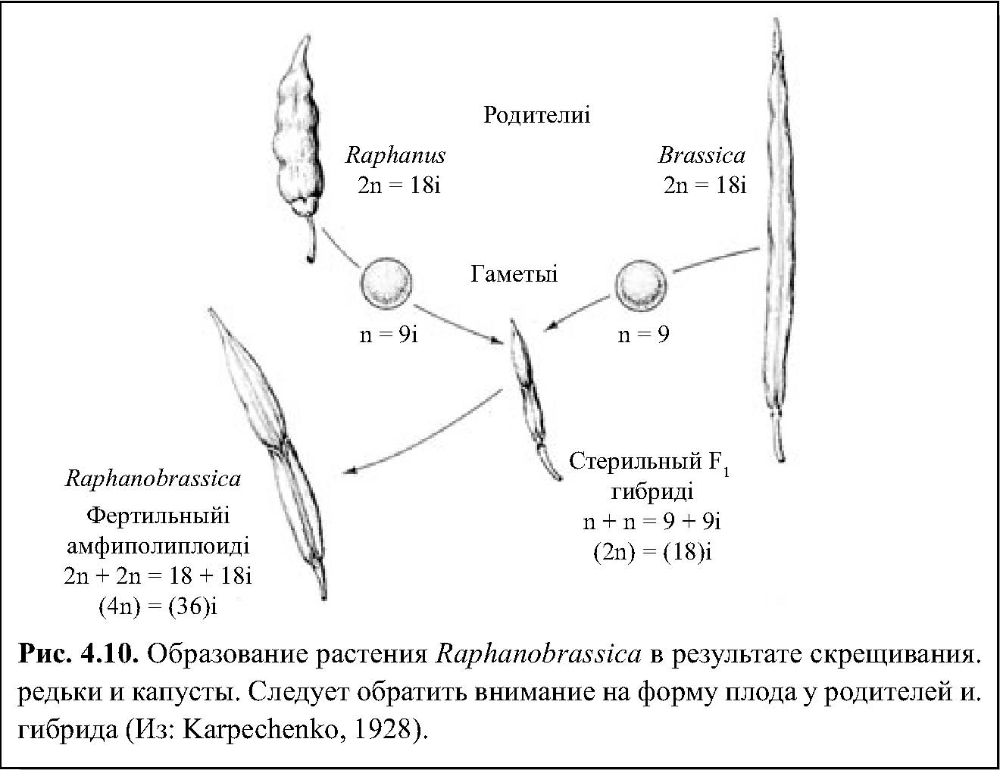 Родителиі
Raphanus
2n = 18i
Brassica
2n = 18i
Гаметыі
n = 9i
n = 9
Стерильный F1
гибриді
n + n = 9 + 9i
(2n) = (18)i
Raphanobrassica
Фертильныйі
амфиполиплоиді
2n + 2n = 18 + 18i
(4n) = (36)i
Рис. 4.10. Образование растения Raphanobrassica в результате скрещивания.
редьки и капусты. Следует обратить внимание на форму плода у родителей и.
гибрида (Из: Karpechenko, 1928).